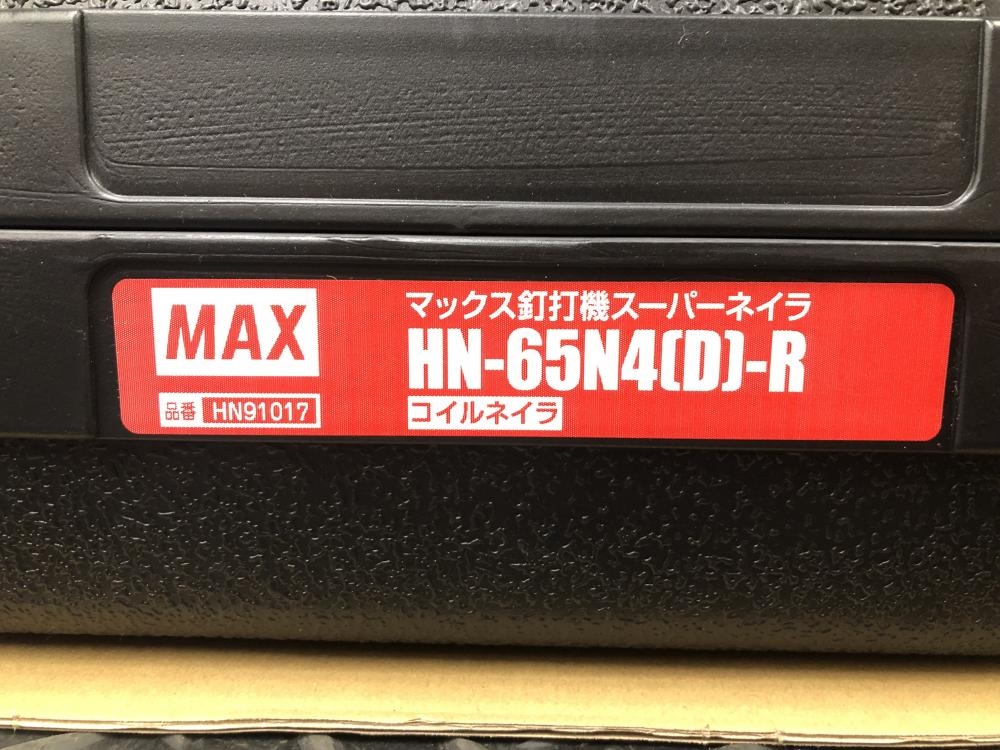 MAX
品番 HN91017
マックス釘打機スーパーネイラ
HN-65N4(D)-R
コイルネイラ